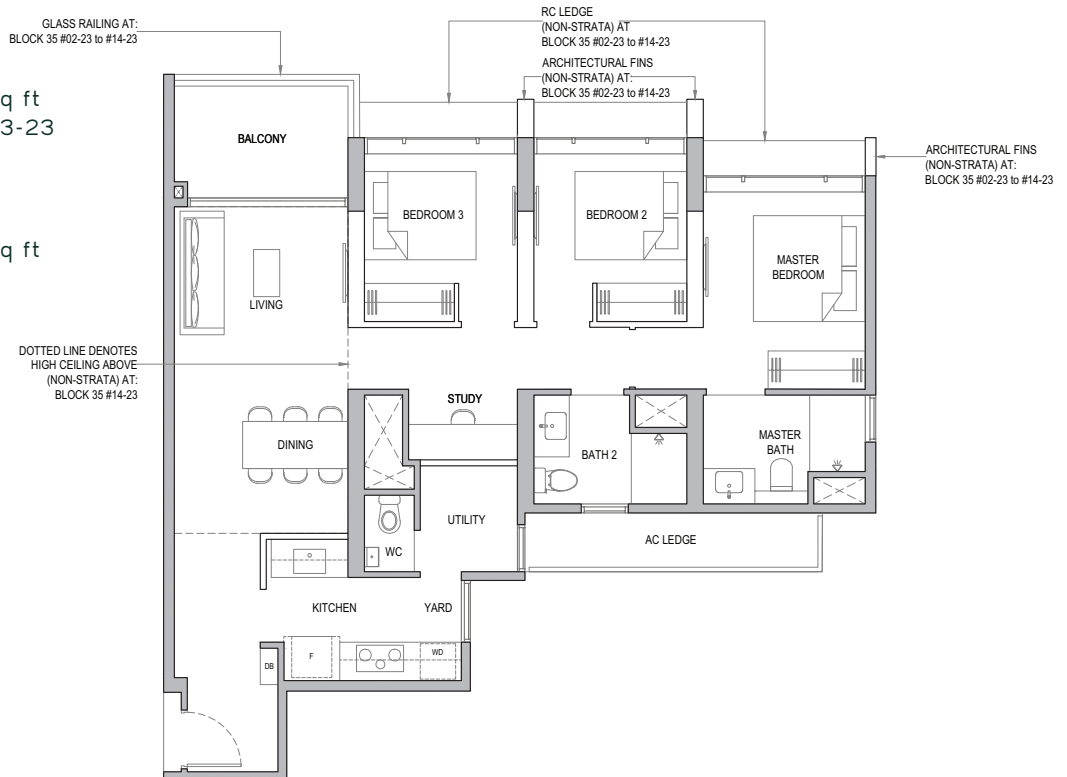 GLASS RAILING AT:
BLOCK 35 #02-23 to #14-23
RC LEDGE
(NON-STRATA) AT
BLOCK 35 #02-23 to #14-23
ARCHITECTURAL FINS
(NON-STRATA) AT:
BLOCK 35 #02-23 to #14-23
q ft
3-23
BALCONY
ARCHITECTURAL FINS
(NON-STRATA) AT:
BLOCK 35 #02-23 to #14-23
X
BEDROOM 3
BEDROOM 2
q ft
MASTER
BEDROOM
LIVING
DOTTED LINE DENOTES
HIGH CEILING ABOVE
(NON-STRATA) AT:
BLOCK 35 #14-23
STUDY
DINING
BATH 2
MASTER
BATH
UTILITY
WC
AC LEDGE
KITCHEN
YARD
F
WD
DB